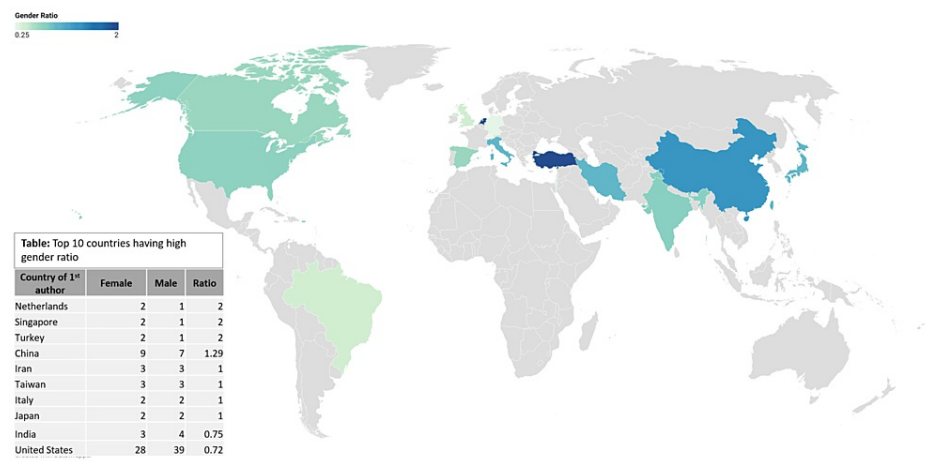 Gender Ratio
0.25 2
Table: Top 10 countries having high
gender ratio
Country of 1st author Female Male Ratio
Netherlands 2 1 2
Singapore 2 1 2
Turkey 2 1 2
China 9 7 1.29
Iran 3 3 1
Taiwan 3 3 1
Italy 2 2 1
Japan 2 2 1
India 3 4 0.75
United States 28 39 0.72